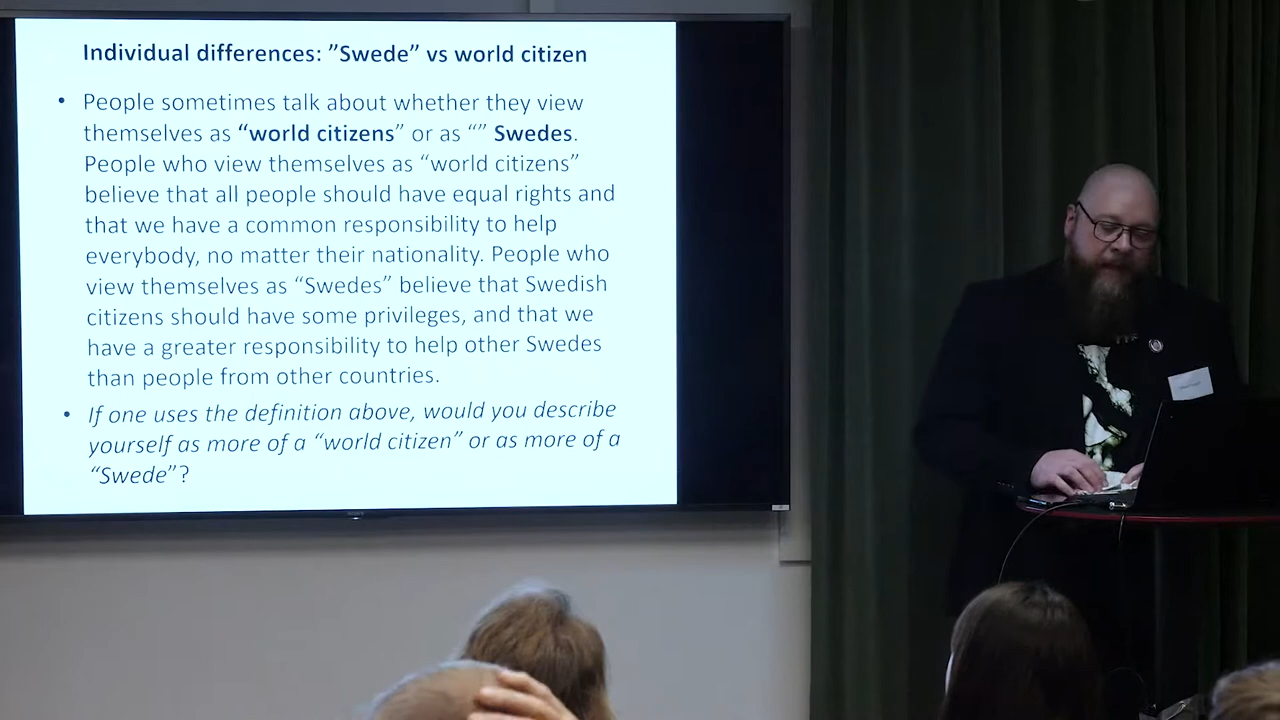 Individual differences: ”Swede” vs world citizen
• People sometimes talk about whether they view
themselves as “world citizens” or as “” Swedes.
People who view themselves as “world citizens”
believe that all people should have equal rights and
that we have a common responsibility to help
everybody, no matter their nationality. People who
view themselves as “Swedes” believe that Swedish
citizens should have some privileges, and that we
have a greater responsibility to help other Swedes
than people from other countries.
• If one uses the definition above, would you describe
yourself as more of a “world citizen” or as more of a
“Swede”?
SONY